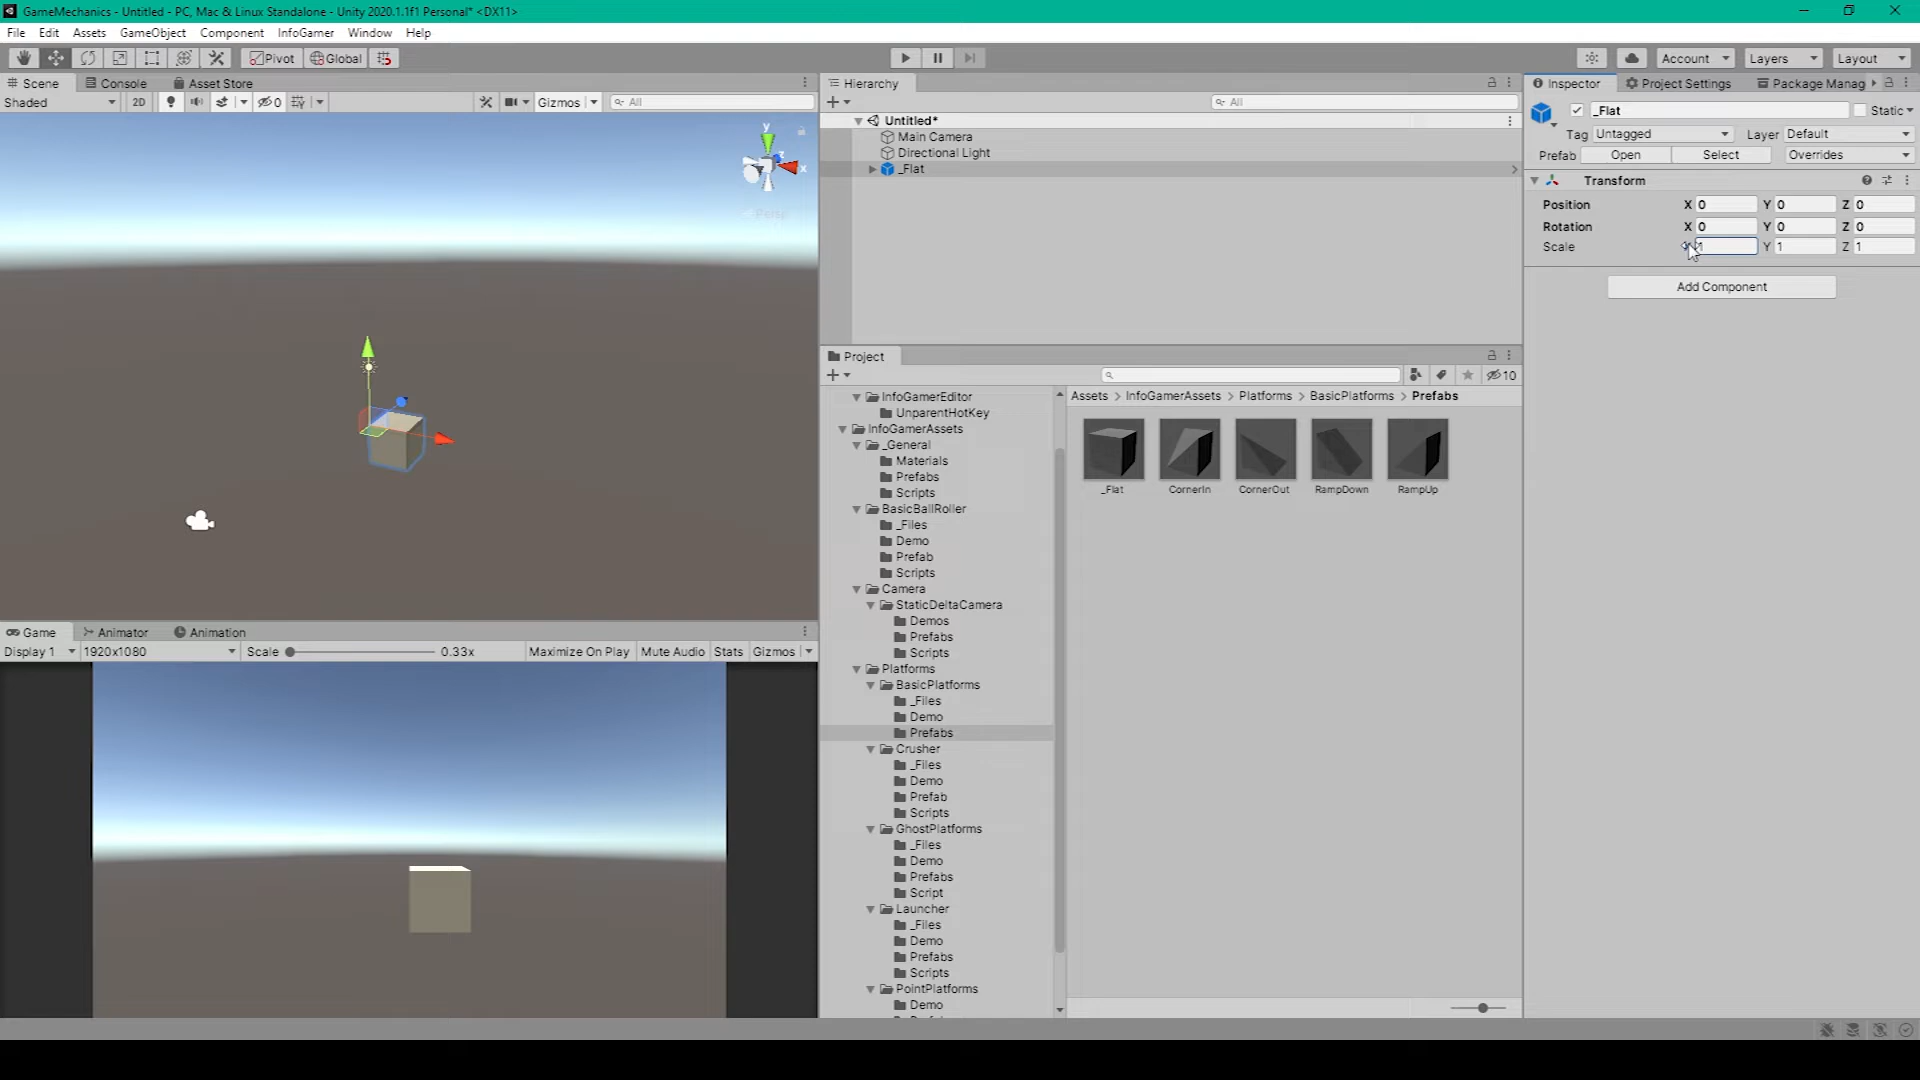 GameMechanics - Untitled - PC, Mac & Linux Standalone - Unity 2020.1.1f1 Personal* <DX11>
File Edit Assets GameObject Component InfoGamer Window Help
Pivot Global Account Layers Layout
Scene Console Asset Store
Shaded 2D 0 Gizmos All
y
x
z
Persp
Game Animator Animation
Display 1 1920x1080 Scale 0.33x Maximize On Play Mute Audio Stats Gizmos
Hierarchy
All
Untitled*
Main Camera
Directional Light
_Flat
Project
10
InfoGamerEditor
UnparentHotKey
InfoGamerAssets
_General
Materials
Prefabs
Scripts
BasicBallRoller
_Files
Demo
Prefab
Scripts
Camera
StaticDeltaCamera
Demos
Prefabs
Scripts
Platforms
BasicPlatforms
_Files
Demo
Prefabs
Crusher
_Files
Demo
Prefab
Scripts
GhostPlatforms
_Files
Demo
Prefabs
Script
Launcher
_Files
Demo
Prefabs
Scripts
PointPlatforms
Demo
Assets > InfoGamerAssets > Platforms > BasicPlatforms > Prefabs
_Flat CornerIn CornerOut RampDown RampUp
Inspector Project Settings Package Manag
_Flat Static
Tag Untagged Layer Default
Prefab Open Select Overrides
Transform
Position X 0 Y 0 Z 0
Rotation X 0 Y 0 Z 0
Scale 1 Y 1 Z 1
Add Component